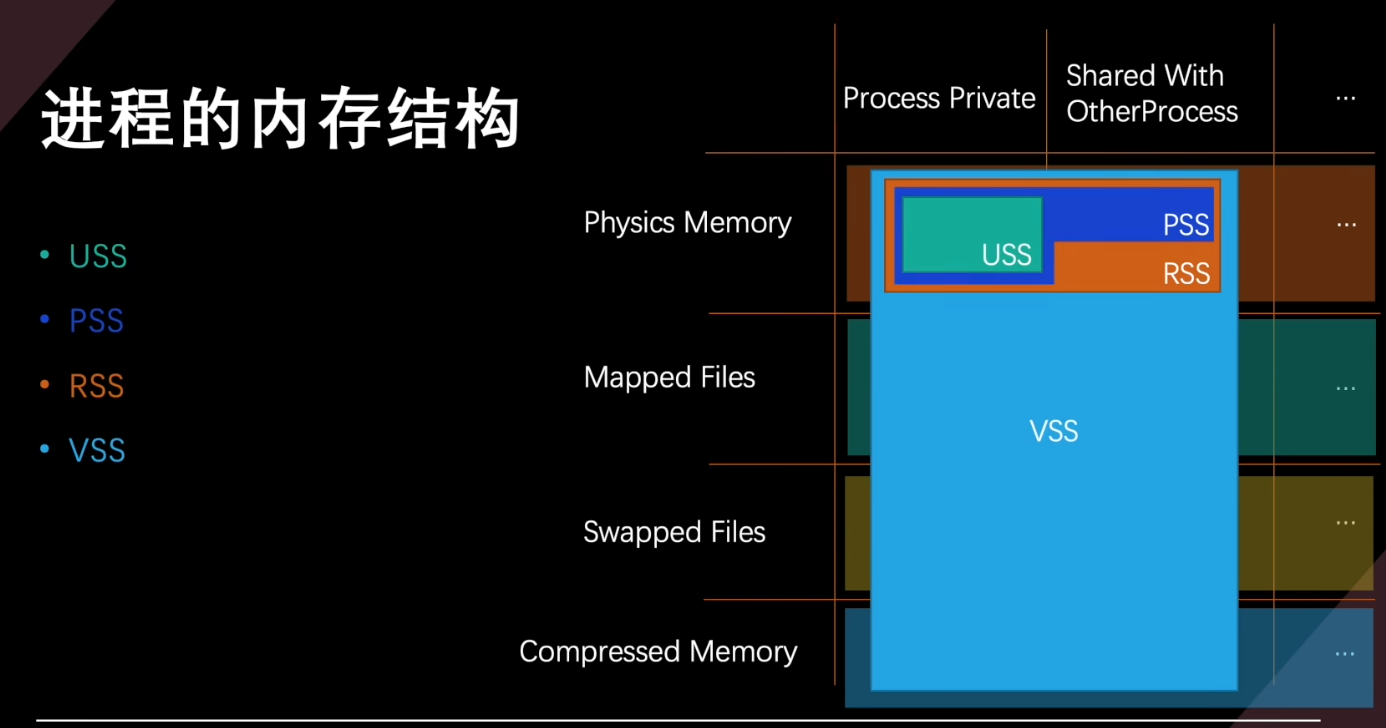 进程的内存结构
• USS
• PSS
• RSS
• VSS
Process Private
Shared With
OtherProcess
...
Physics Memory
USS
PSS
RSS
...
Mapped Files
...
VSS
Swapped Files
...
Compressed Memory
...